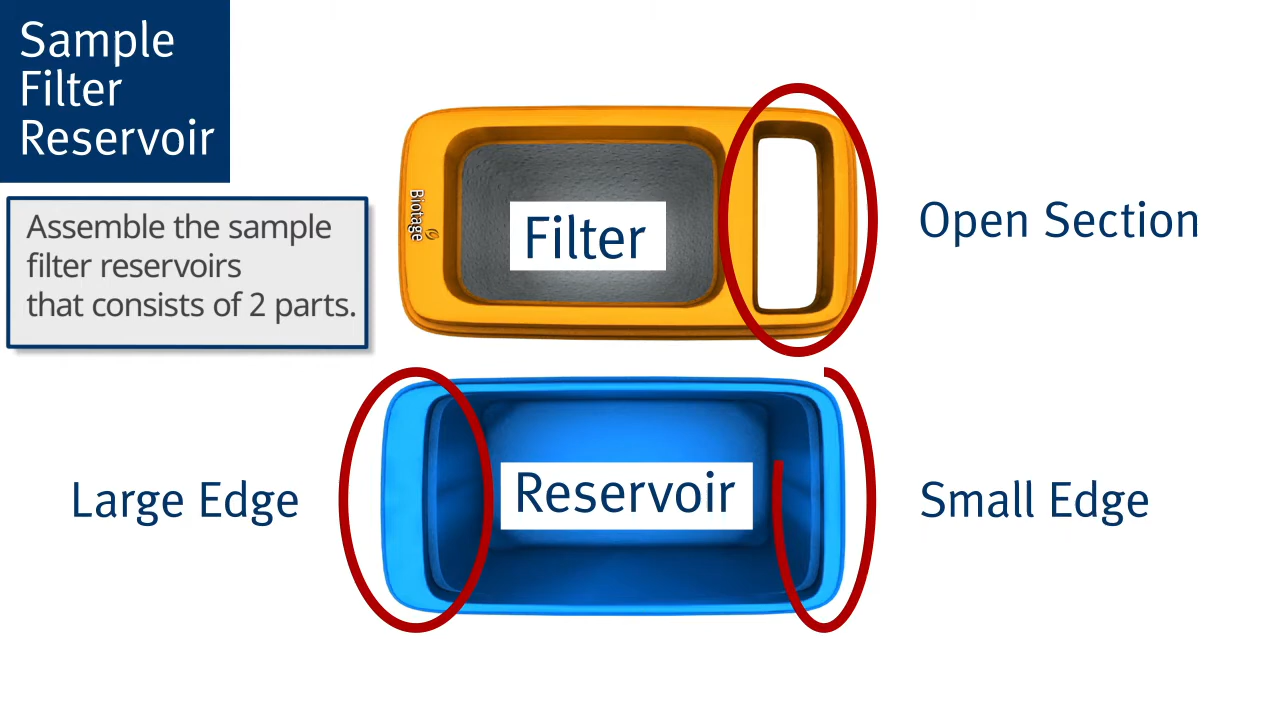 Sample
Filter
Reservoir
Assemble the sample
filter reservoirs
that consists of 2 parts.
Biotage
Filter
Open Section
Large Edge
Reservoir
Small Edge